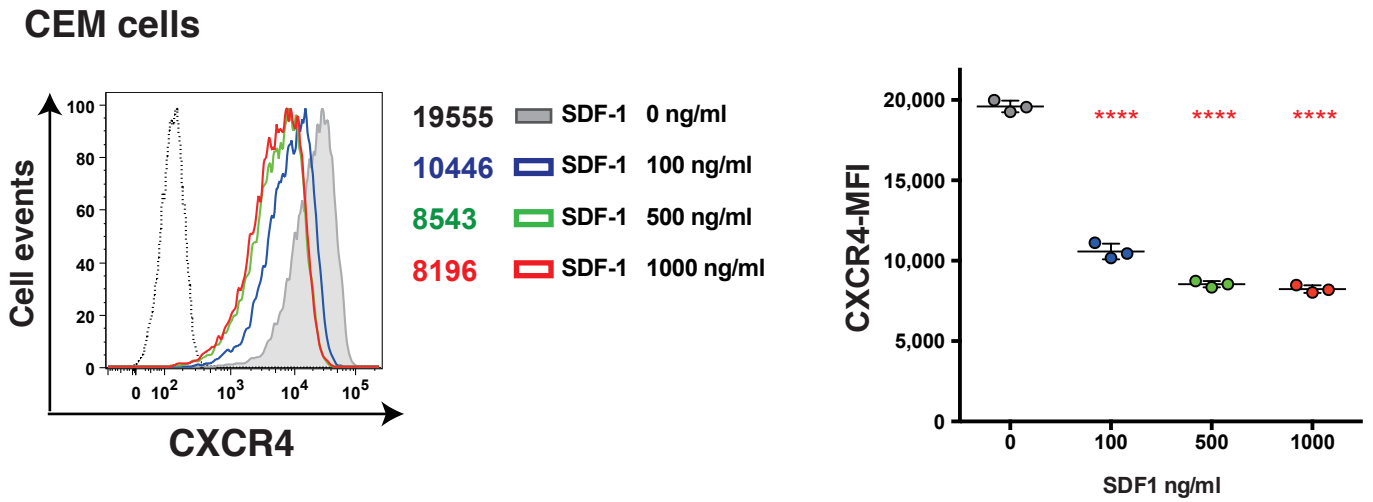 CEM cells
Cell events
100
80
60
40
20
0
0 10² 10³ 10⁴ 10⁵
CXCR4
19555 SDF-1 0 ng/ml
10446 SDF-1 100 ng/ml
8543 SDF-1 500 ng/ml
8196 SDF-1 1000 ng/ml
CXCR4-MFI
20,000
15,000
10,000
5,000
0
**** **** ****
0 100 500 1000
SDF1 ng/ml